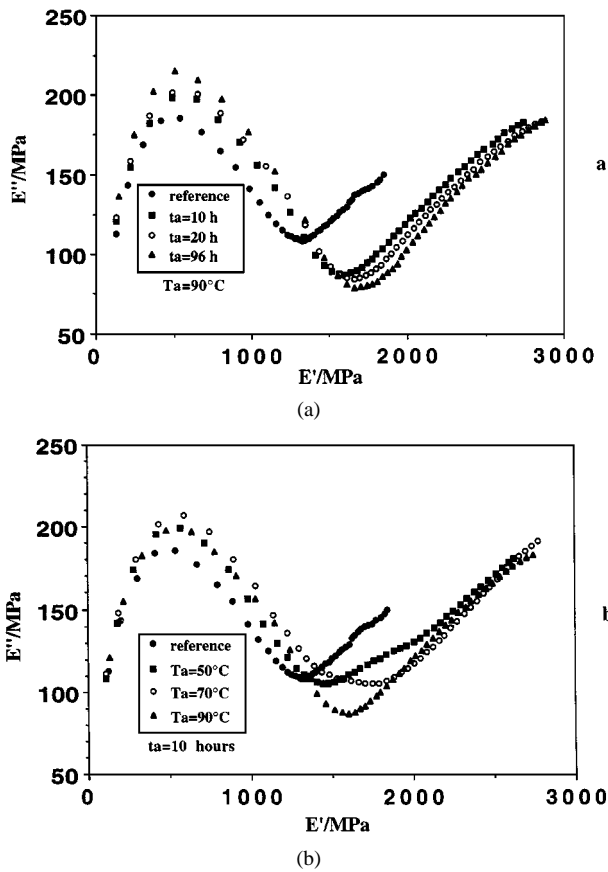 250
200
150
100
50
E''/MPa
reference
ta=10 h
ta=20 h
ta=96 h
Ta=90°C
0 1000 2000 3000
E'/MPa
a
(a)
250
200
150
100
50
E''/MPa
reference
Ta=50°C
Ta=70°C
Ta=90°C
ta=10 hours
0 1000 2000 3000
E'/MPa
b
(b)